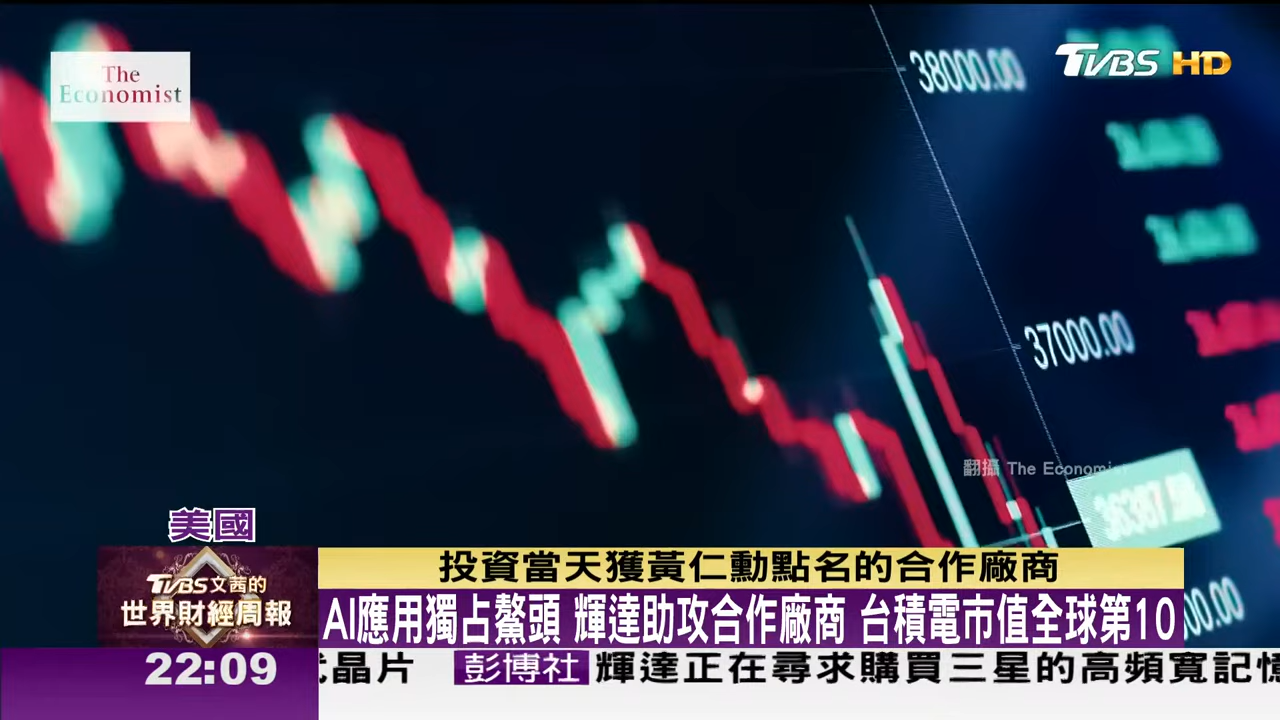 The
Economist
TVBS HD
38000.00
37000.00
翻攝 The Economist
美國
TVBS文茜的
世界財經周報
投資當天獲黃仁勳點名的合作廠商
AI應用獨占鰲頭 輝達助攻合作廠商 台積電市值全球第10
22:09
晶片 彭博社 輝達正在尋求購買三星的高頻寬記憶